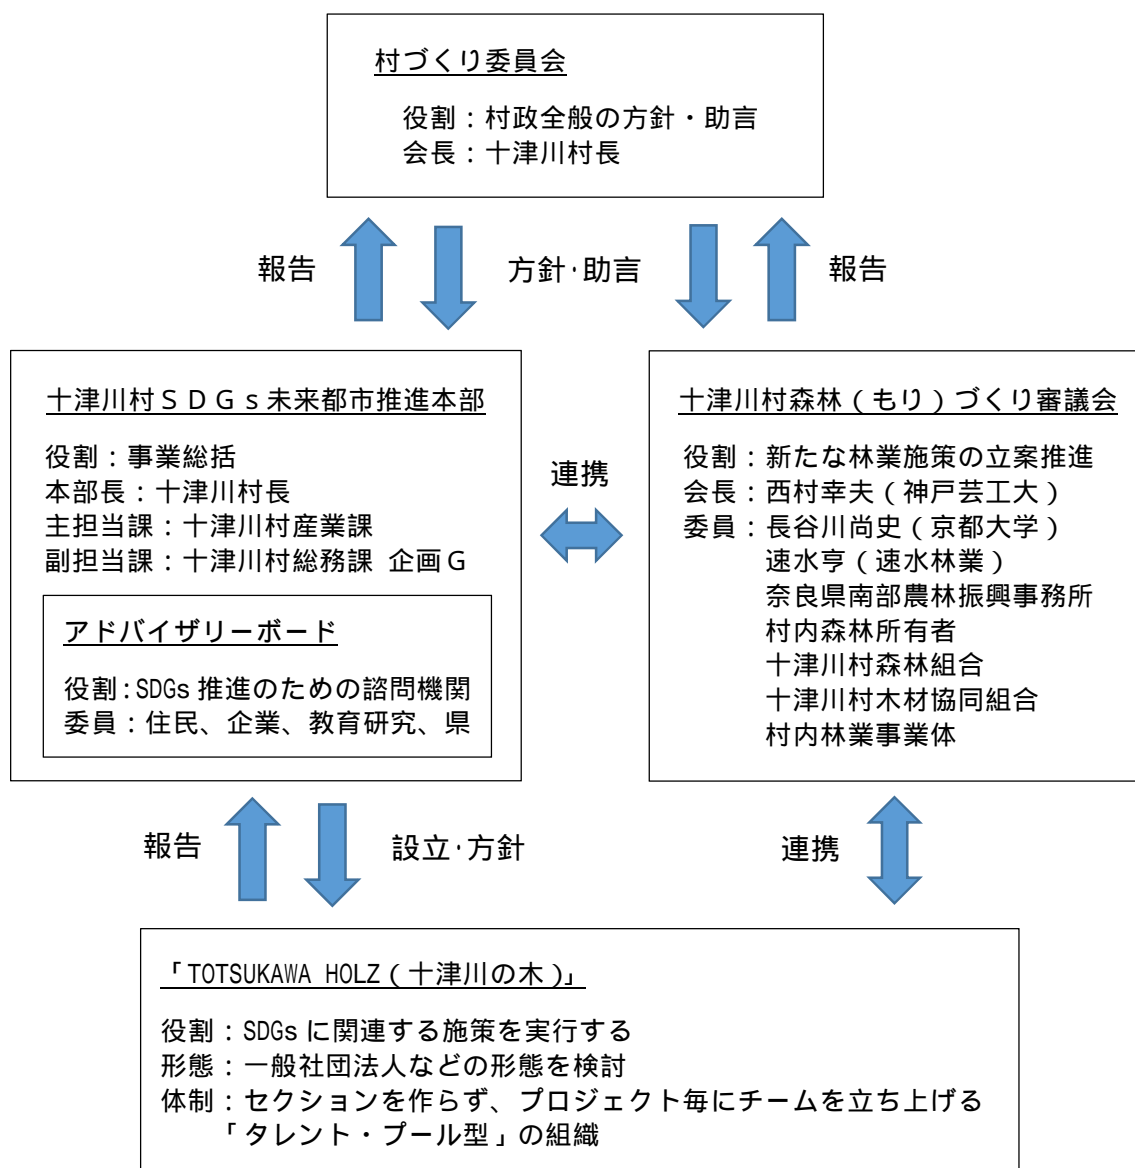 村づくり委員会
役割：村政全般の方針・助言
会長：十津川村長
報告
方針・助言
報告
十津川村ＳＤＧｓ未来都市推進本部
役割：事業総括
本部長：十津川村長
主担当課：十津川村産業課
副担当課：十津川村総務課 企画Ｇ
アドバイザリーボード
役割：SDGs 推進のための諮問機関
委員：住民、企業、教育研究、県
連携
十津川村森林（もり）づくり審議会
役割：新たな林業施策の立案推進
会長：西村幸夫（神戸芸工大）
委員：長谷川尚史（京都大学）
速水亨（速水林業）
奈良県南部農林振興事務所
村内森林所有者
十津川村森林組合
十津川村木材協同組合
村内林業事業体
報告
設立・方針
連携
「TOTSUKAWA HOLZ（十津川の木）」
役割：SDGs に関連する施策を実行する
形態：一般社団法人などの形態を検討
体制：セクションを作らず、プロジェクト毎にチームを立ち上げる
「タレント・プール型」の組織